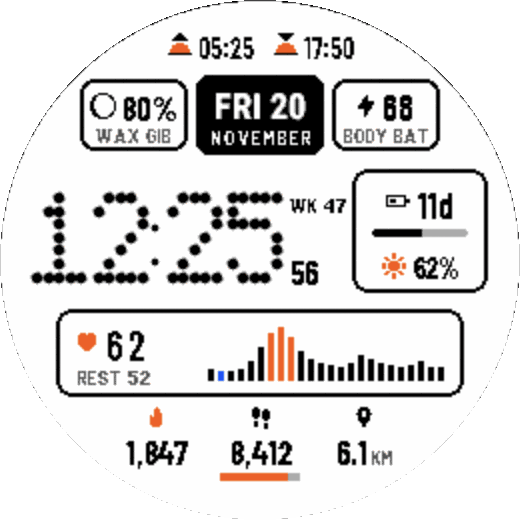 05:25 17:50
80% WAX GIB
FRI 20 NOVEMBER
68 BODY BAT
12:25
WK 47
56
11d
62%
62
REST 52
1,847 8,412 6.1 KM